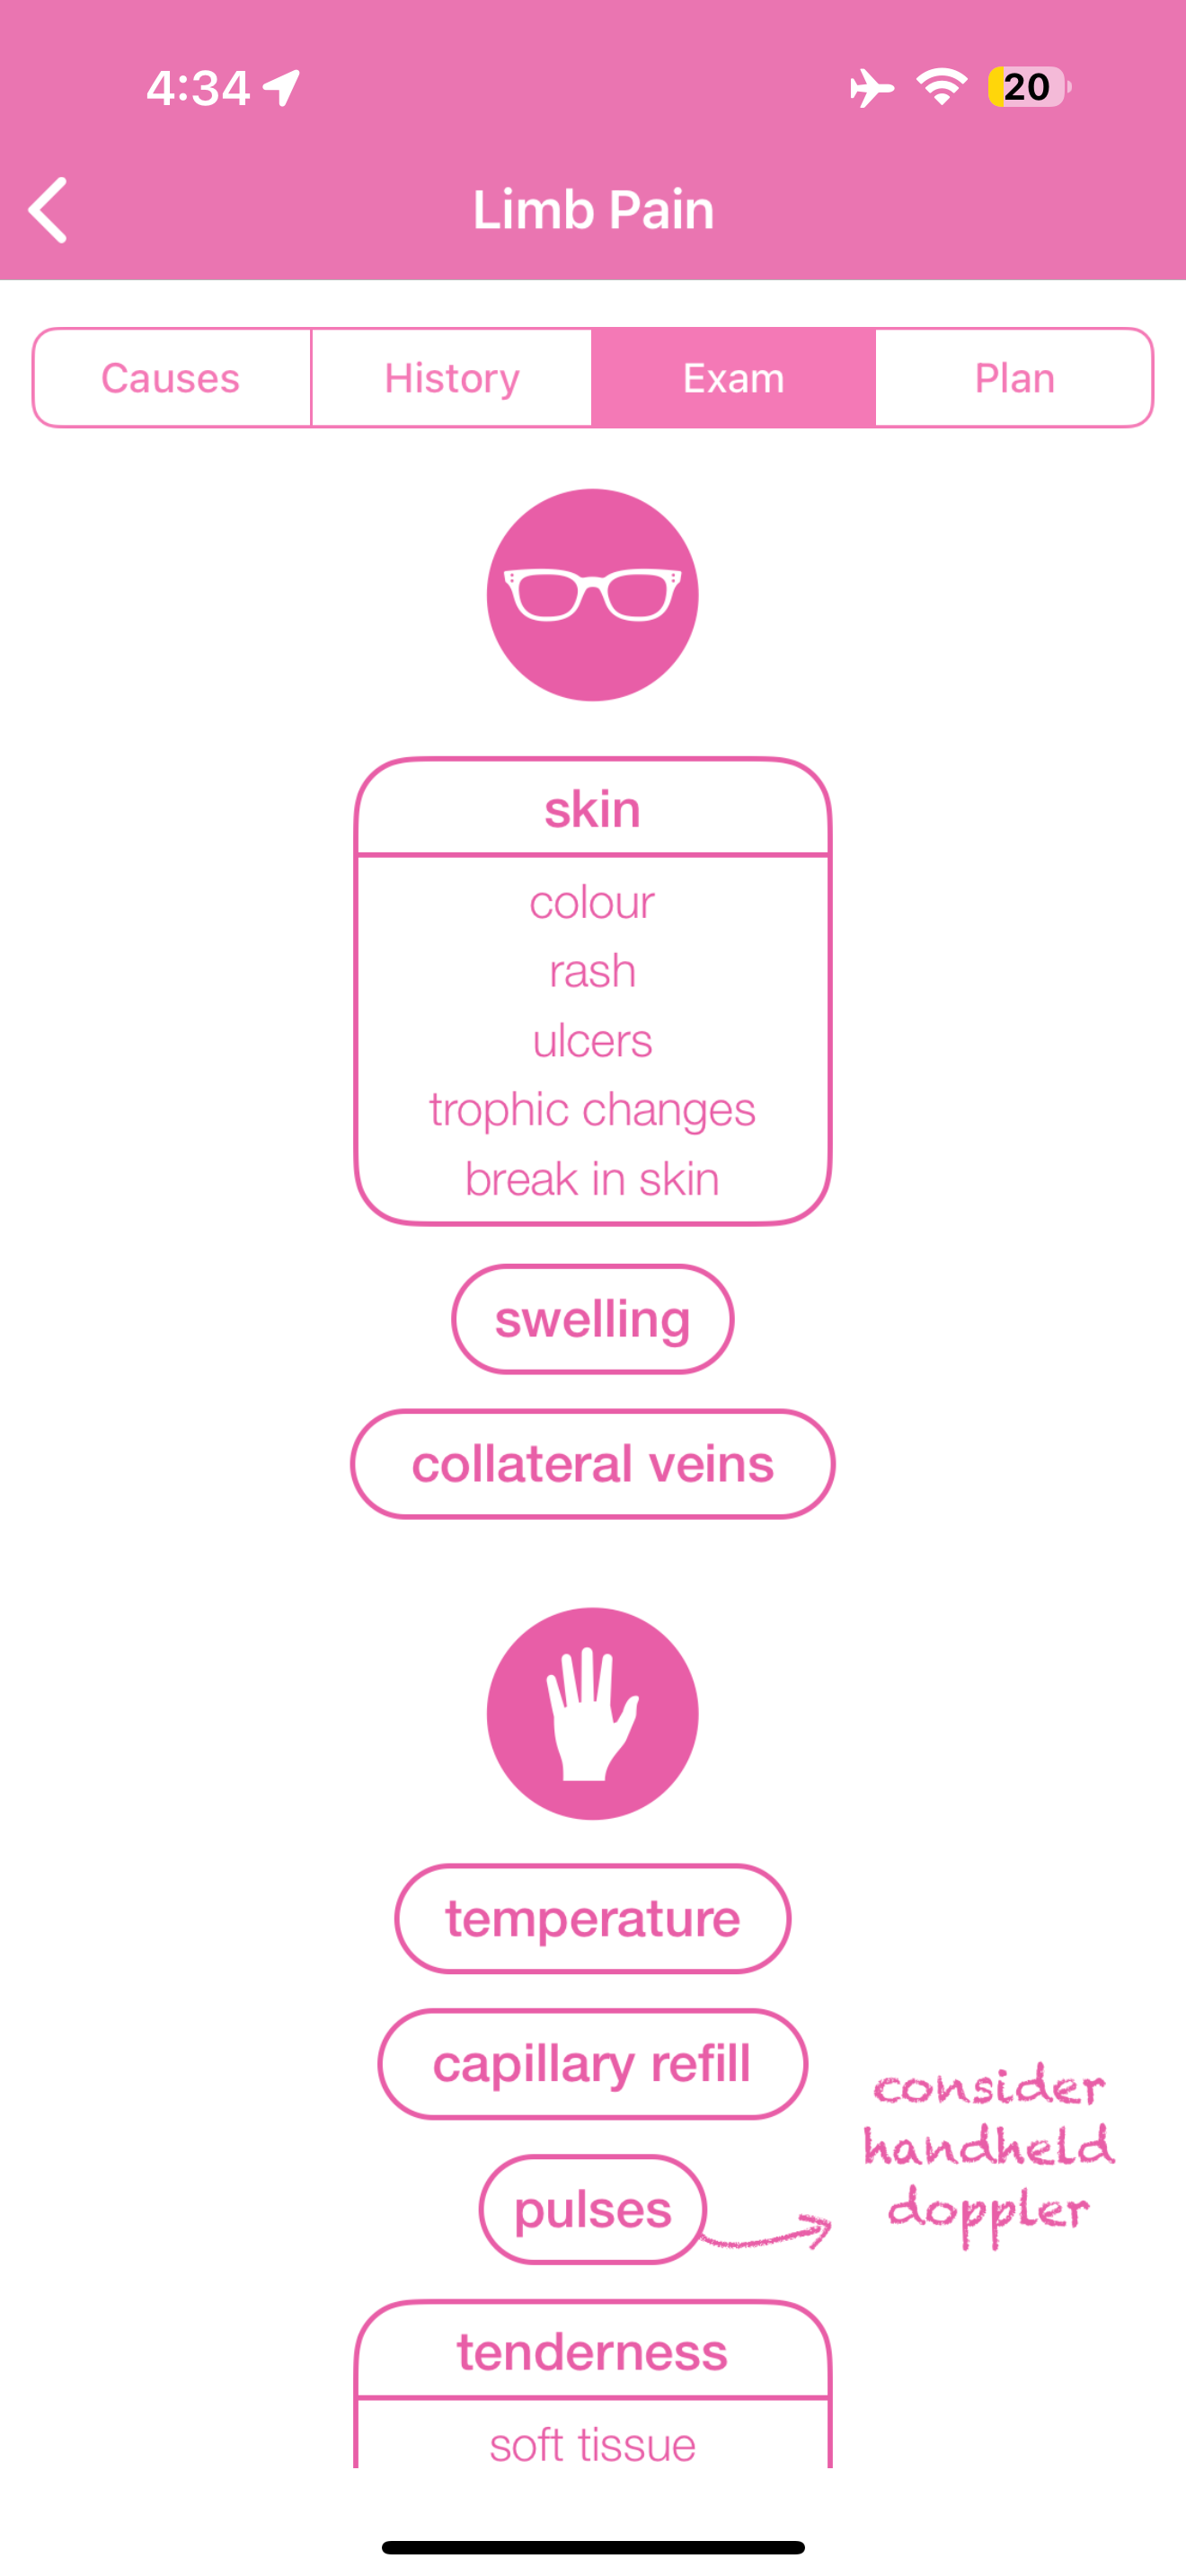 4:34
20
Limb Pain
Causes
History
Exam
Plan
skin
colour
rash
ulcers
trophic changes
break in skin
swelling
collateral veins
temperature
capillary refill
consider
handheld
doppler
pulses
tenderness
soft tissue